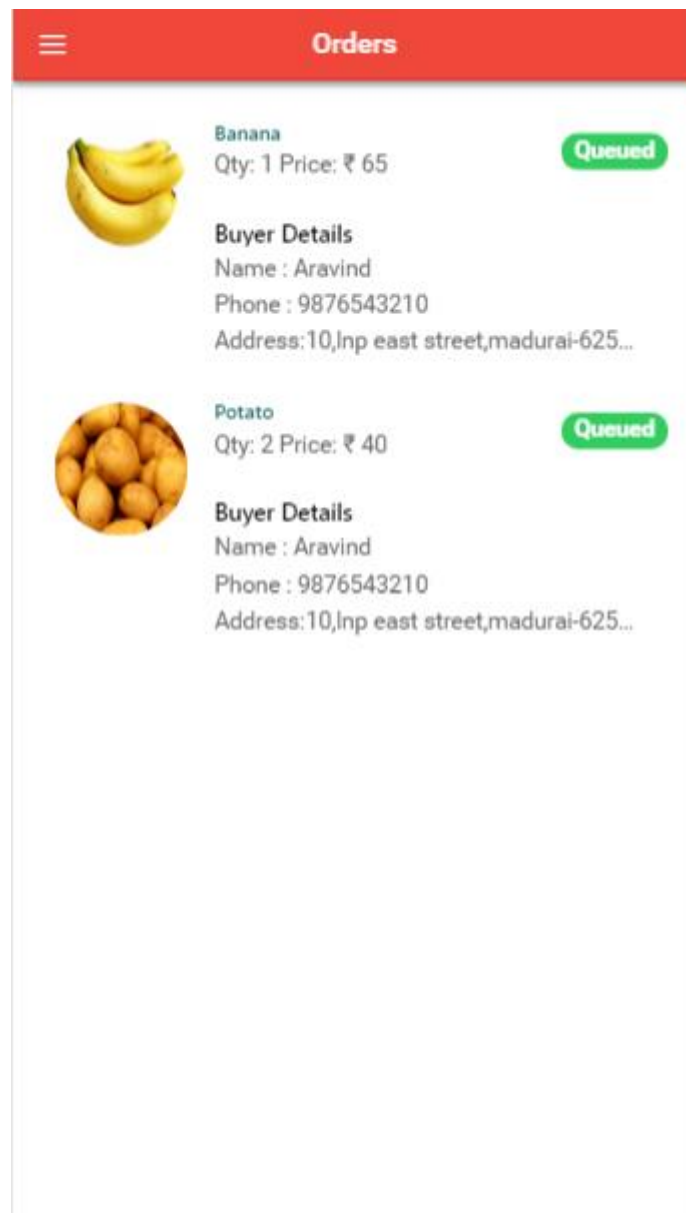 Orders
Banana
Queued
Qty: 1 Price: ₹ 65
Buyer Details
Name : Aravind
Phone : 9876543210
Address:10,lnp east street,madurai-625...
Potato
Queued
Qty: 2 Price: ₹ 40
Buyer Details
Name : Aravind
Phone : 9876543210
Address:10,lnp east street,madurai-625...